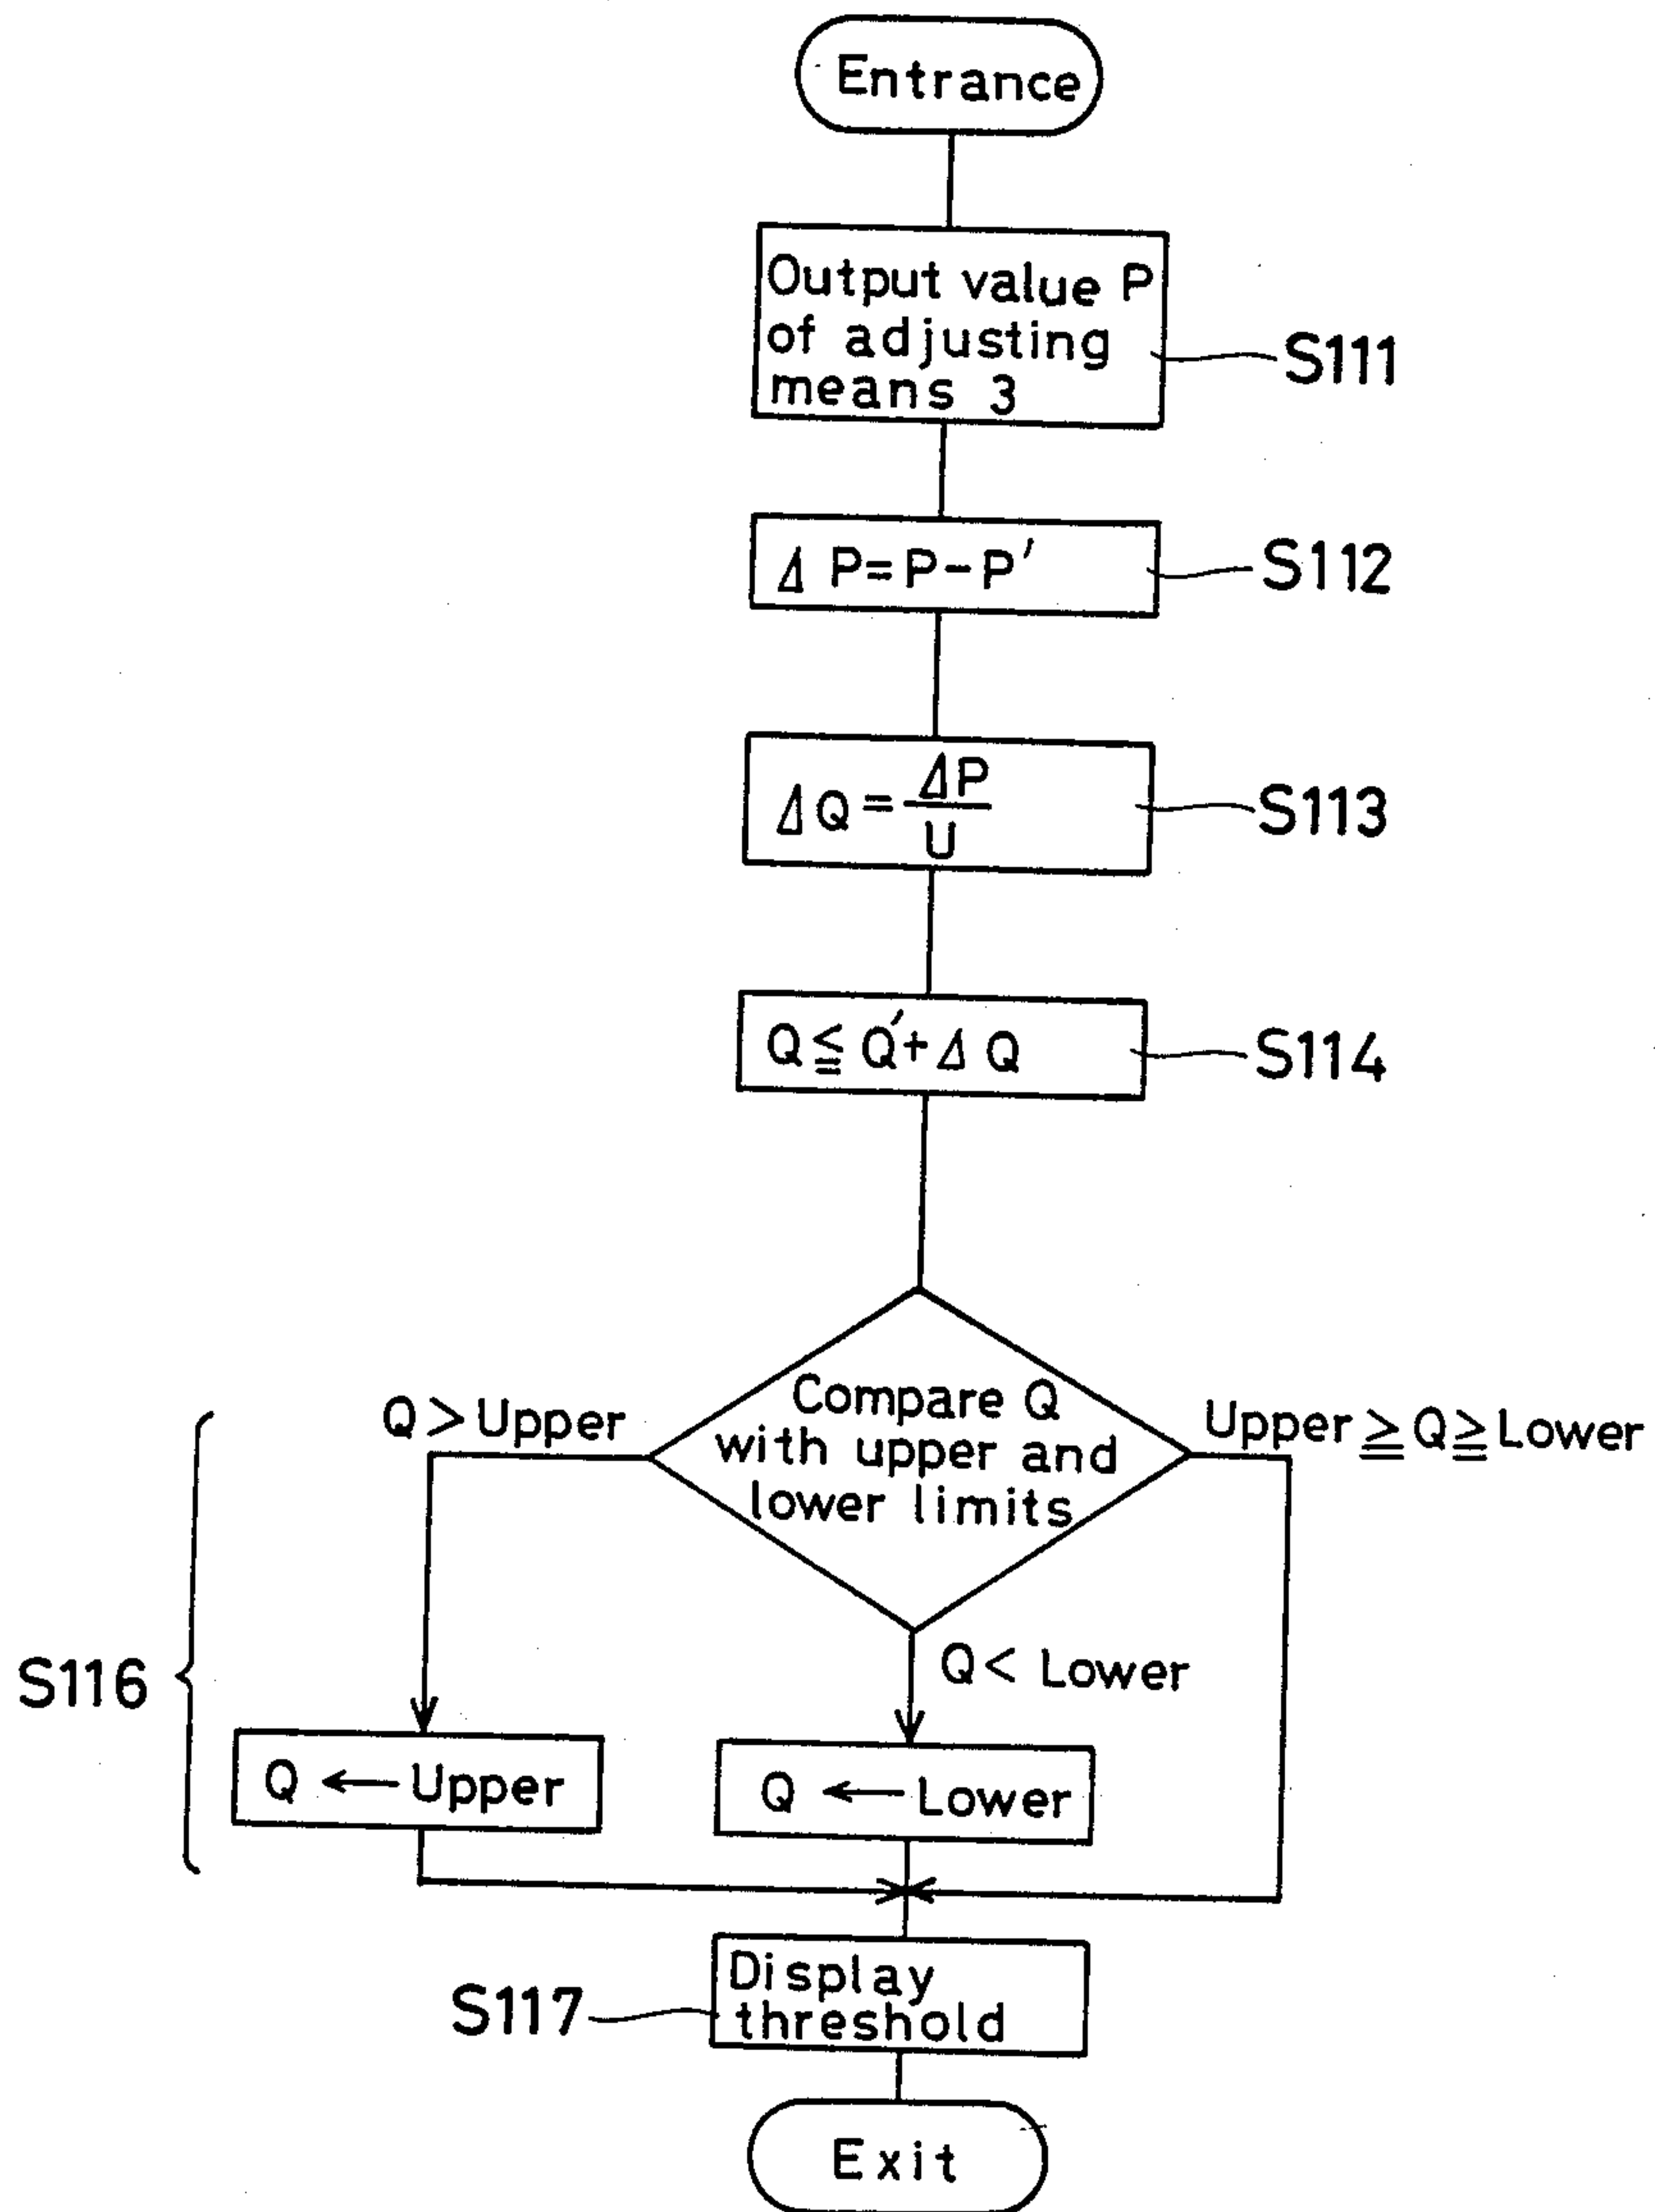 Entrance
Output value P
of adjusting
means 3
S111
Δ P=P-P'
S112
ΔQ = ΔP
U
S113
Q ≦ Q'+Δ Q
S114
Compare Q
with upper and
lower limits
Q > Upper
Upper ≧ Q ≧ Lower
Q < Lower
S116
Q ← Upper
Q ← Lower
Display
threshold
S117
Exit